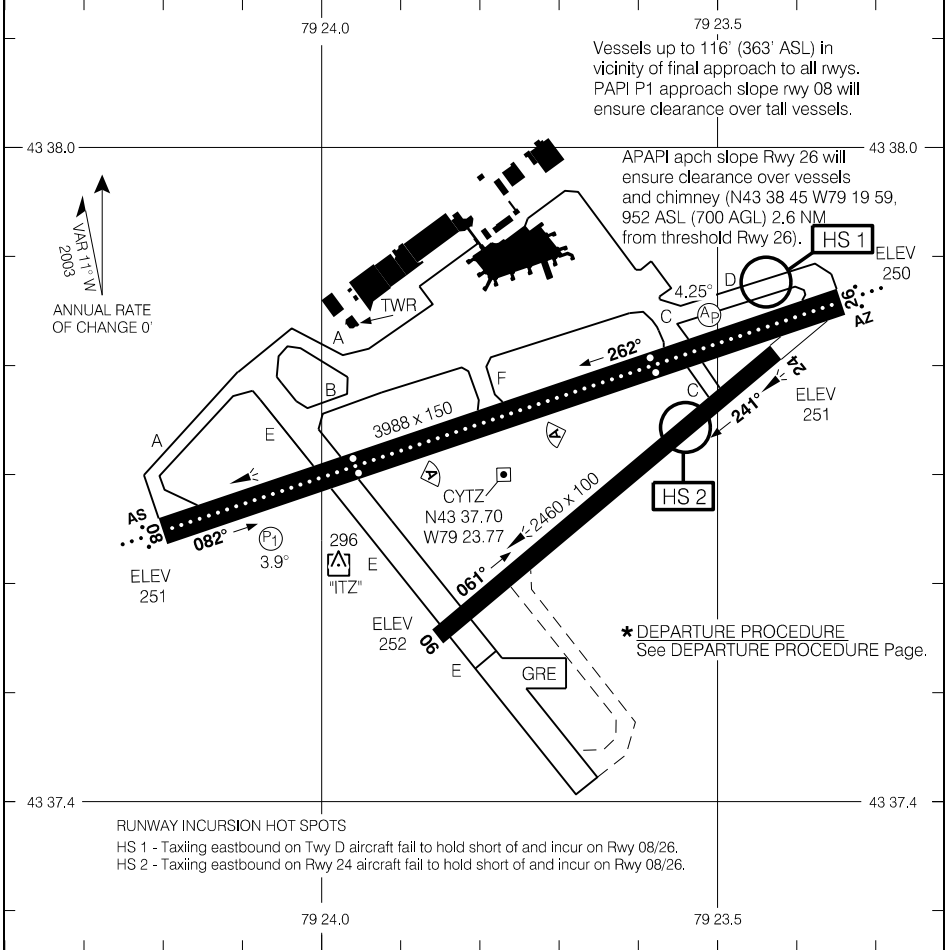 79 24.0
79 23.5
Vessels up to 116' (363' ASL) in
vicinity of final approach to all rwys.
PAPI P1 approach slope rwy 08 will
ensure clearance over tall vessels.
43 38.0
43 38.0
APAPI apch slope Rwy 26 will
ensure clearance over vessels
and chimney (N43 38 45 W79 19 59,
952 ASL (700 AGL) 2.6 NM
from threshold Rwy 26).
HS 1
VAR 11° W
2003
ANNUAL RATE
OF CHANGE 0'
ELEV
250
D
4.25°
Ap
C
26
AZ
TWR
A
262°
24
B
F
C
ELEV
251
241°
3988 x 150
A
E
A
A
HS 2
CYTZ
N43 37.70
W79 23.77
2460 x 100
AS
08
082°
P1
3.9°
296
"ITZ"
E
ELEV
251
061°
ELEV
252
06
E
GRE
* DEPARTURE PROCEDURE
See DEPARTURE PROCEDURE Page.
43 37.4
43 37.4
RUNWAY INCURSION HOT SPOTS
HS 1 - Taxiing eastbound on Twy D aircraft fail to hold short of and incur on Rwy 08/26.
HS 2 - Taxiing eastbound on Rwy 24 aircraft fail to hold short of and incur on Rwy 08/26.
79 24.0
79 23.5